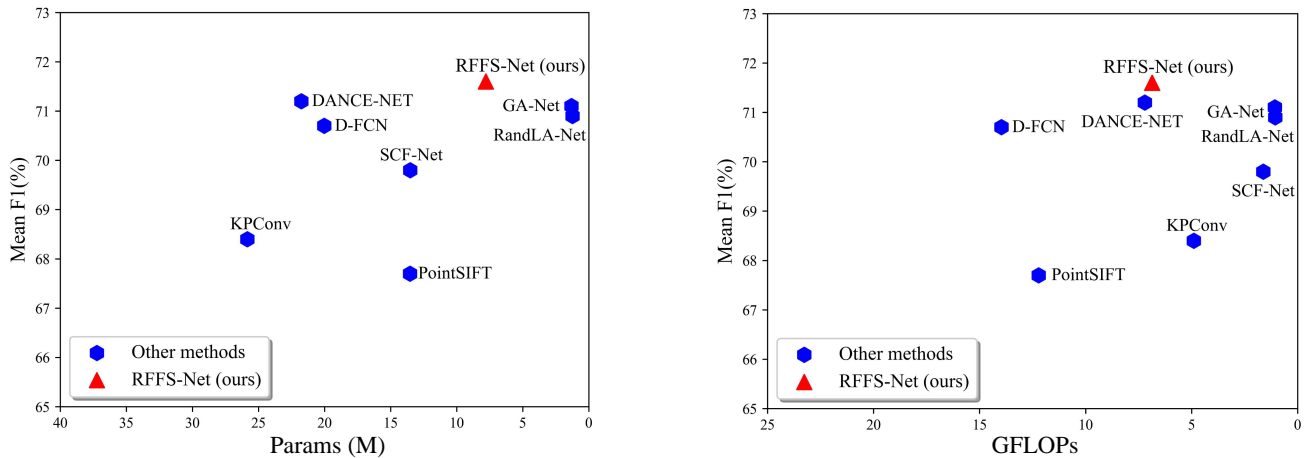 73
72
71
70
69
68
67
66
65
Mean F1(%)
RFFS-Net (ours)
DANCE-NET
GA-Net
D-FCN
RandLA-Net
SCF-Net
KPConv
PointSIFT
Other methods
RFFS-Net (ours)
40
35
30
25
20
15
10
5
0
Params (M)
73
72
71
70
69
68
67
66
65
Mean F1(%)
RFFS-Net (ours)
GA-Net
DANCE-NET
D-FCN
RandLA-Net
SCF-Net
KPConv
PointSIFT
Other methods
RFFS-Net (ours)
25
20
15
10
5
0
GFLOPs